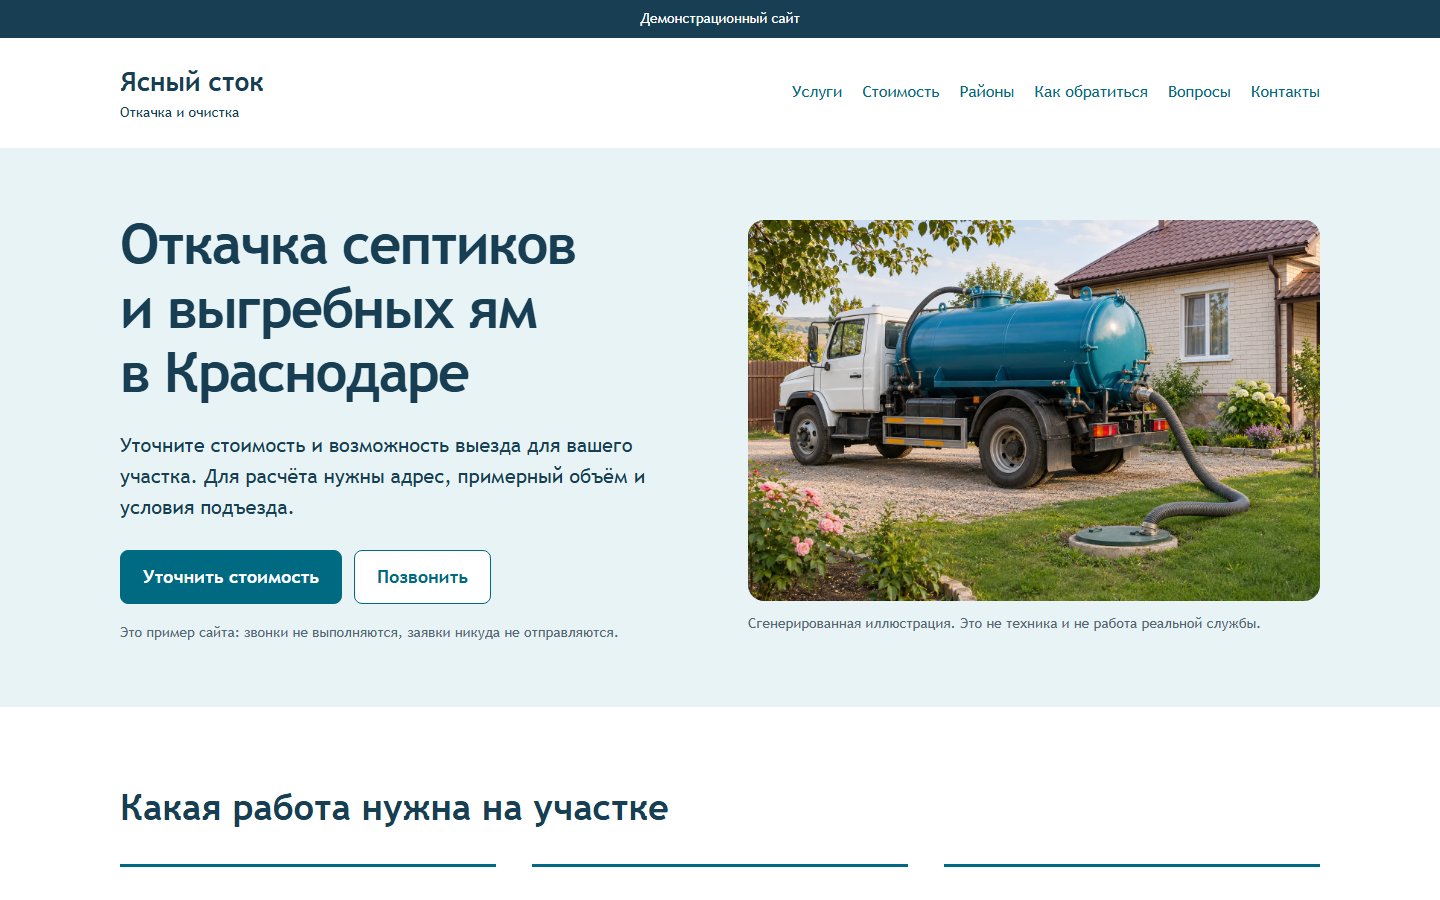 Демонстрационный сайт
Ясный сток
Откачка и очистка
Услуги Стоимость Районы Как обратиться Вопросы Контакты
Откачка септиков
и выгребных ям
в Краснодаре
Уточните стоимость и возможность выезда для вашего
участка. Для расчёта нужны адрес, примерный объём и
условия подъезда.
Уточнить стоимость Позвонить
Это пример сайта: звонки не выполняются, заявки никуда не отправляются.
Сгенерированная иллюстрация. Это не техника и не работа реальной службы.
Какая работа нужна на участке